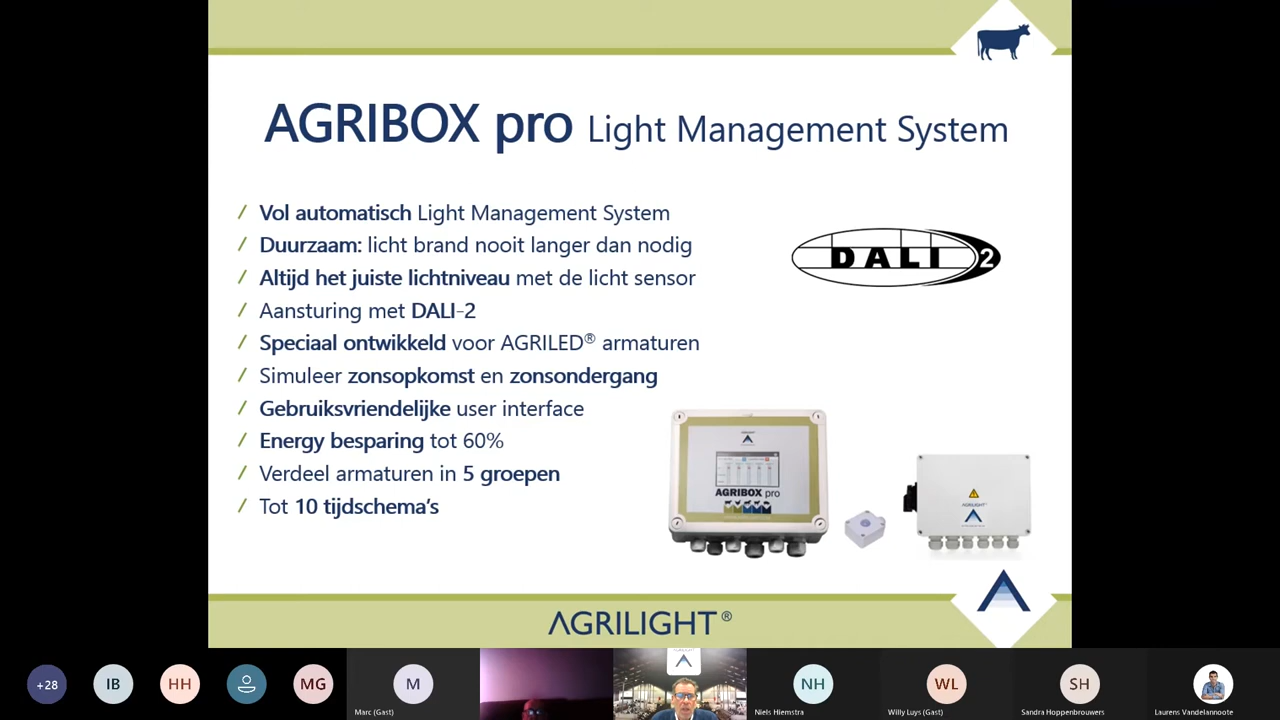 AGRIBOX pro Light Management System
/ Vol automatisch Light Management System
/ Duurzaam: licht brand nooit langer dan nodig
/ Altijd het juiste lichtniveau met de licht sensor
/ Aansturing met DALI-2
/ Speciaal ontwikkeld voor AGRILED® armaturen
/ Simuleer zonsopkomst en zonsondergang
/ Gebruiksvriendelijke user interface
/ Energy besparing tot 60%
/ Verdeel armaturen in 5 groepen
/ Tot 10 tijdschema's
DALI 2
AGRIBOX pro
AGRILIGHT
AGRILIGHT®
+28
IB
HH
MG
M
Marc (Gast)
NH
Niels Hiemstra
WL
Willy Luys (Gast)
SH
Sandra Hoppenbrouwers
Laurens Vandelannoote